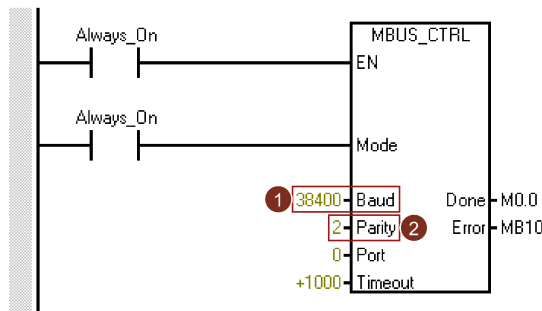 Always_On MBUS_CTRL
EN
Always_On
Mode
1 38400 Baud Done M0.0
2 Parity 2 Error MB10
0 Port
+1000 Timeout